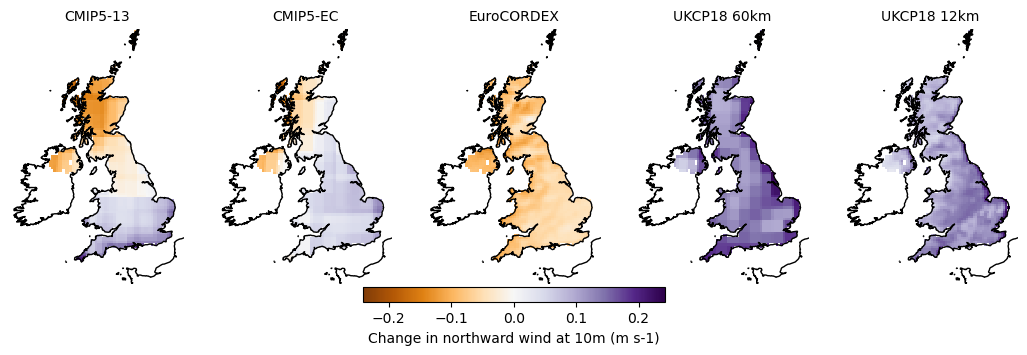 CMIP5-13 CMIP5-EC EuroCORDEX UKCP18 60km UKCP18 12km
−0.2 −0.1 0.0 0.1 0.2
Change in northward wind at 10m (m s-1)